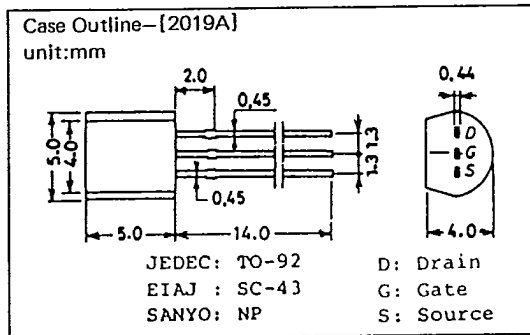 Case Outline–[2019A]
unit:mm
2.0
0.45
0,44
5.0
4.0
D
G
S
1.3
1.3
0.45
5.0
14.0
4.0
JEDEC: TO-92
EIAJ : SC-43
SANYO: NP
D: Drain
G: Gate
S: Source